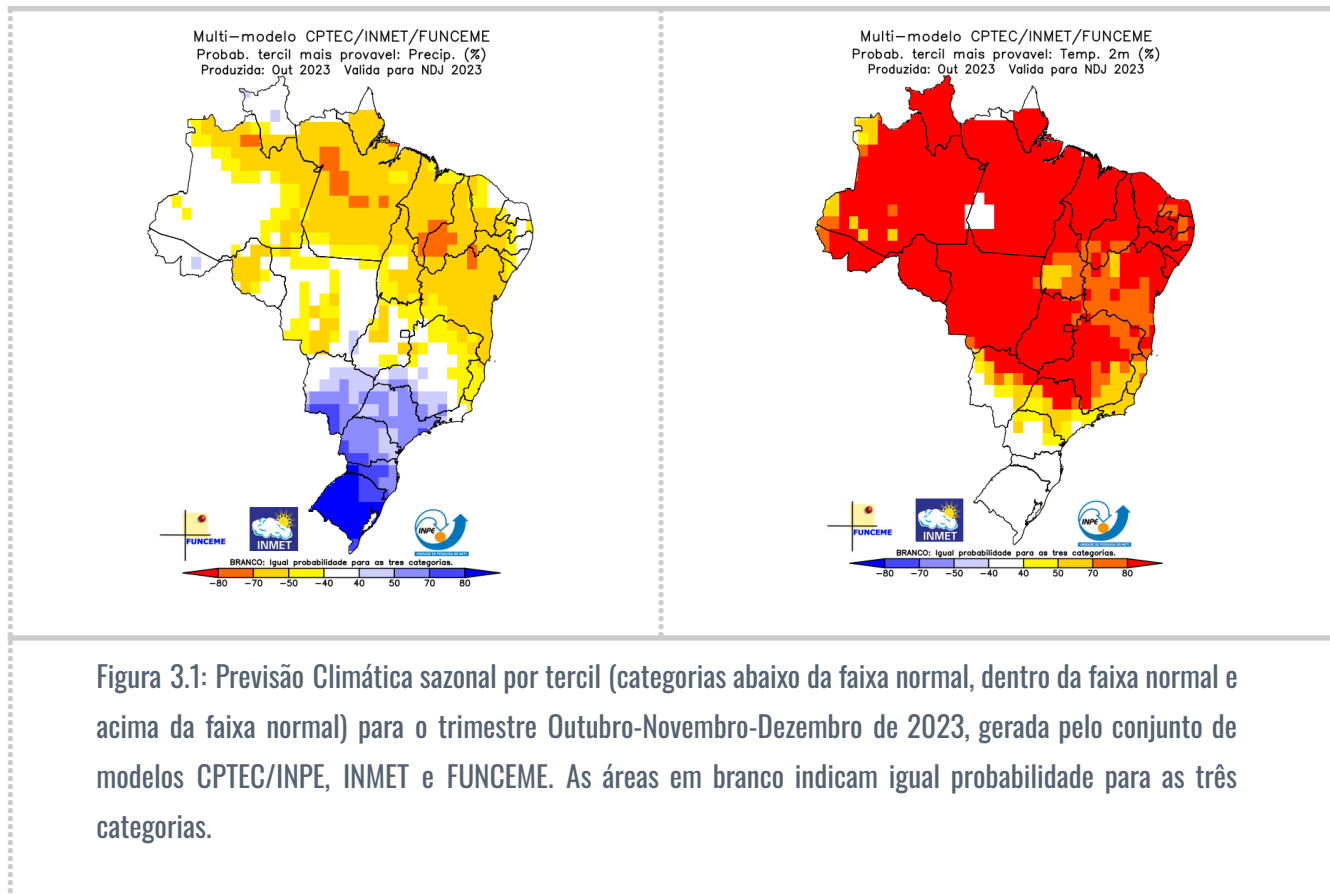 Multi-modelo CPTEC/INMET/FUNCEME
Probab. tercil mais provavel: Precip. (%)
Produzida: Out 2023 Valida para NDJ 2023
FUNCEME
INMET
INPE
BRANCO: Igual probabilidade para as tres categorias.
-80 -70 -50 -40 40 50 70 80
Multi-modelo CPTEC/INMET/FUNCEME
Probab. tercil mais provavel: Temp. 2m (%)
Produzida: Out 2023 Valida para NDJ 2023
FUNCEME
INMET
INPE
BRANCO: Igual probabilidade para as tres categorias.
-80 -70 -50 -40 40 50 70 80
Figura 3.1: Previsão Climática sazonal por tercil (categorias abaixo da faixa normal, dentro da faixa normal e
acima da faixa normal) para o trimestre Outubro-Novembro-Dezembro de 2023, gerada pelo conjunto de
modelos CPTEC/INPE, INMET e FUNCEME. As áreas em branco indicam igual probabilidade para as três
categorias.